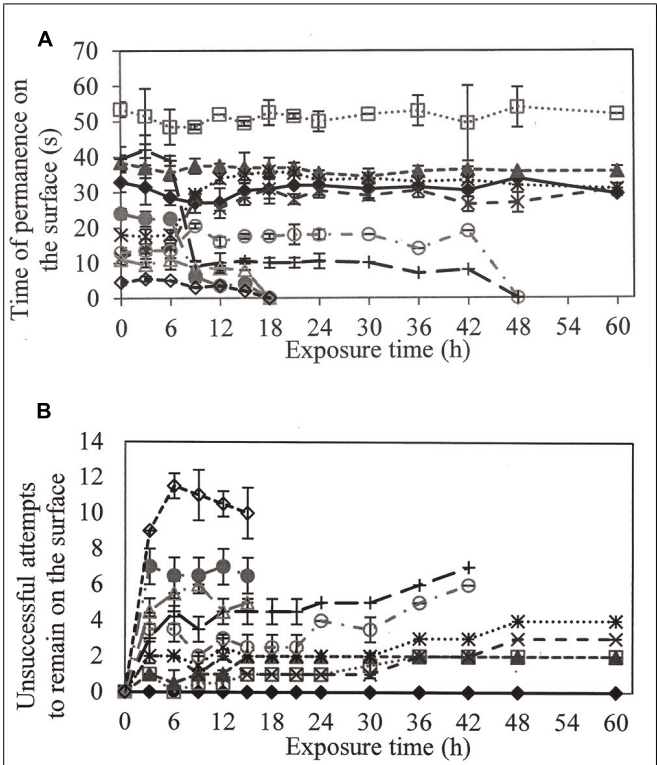 A
Time of permanence on
the surface (s)
70
60
50
40
30
20
10
0
0 6 12 18 24 30 36 42 48 54 60
Exposure time (h)
B
Unsuccessful attempts
to remain on the surface
14
12
10
8
6
4
2
0
0 6 12 18 24 30 36 42 48 54 60
Exposure time (h)